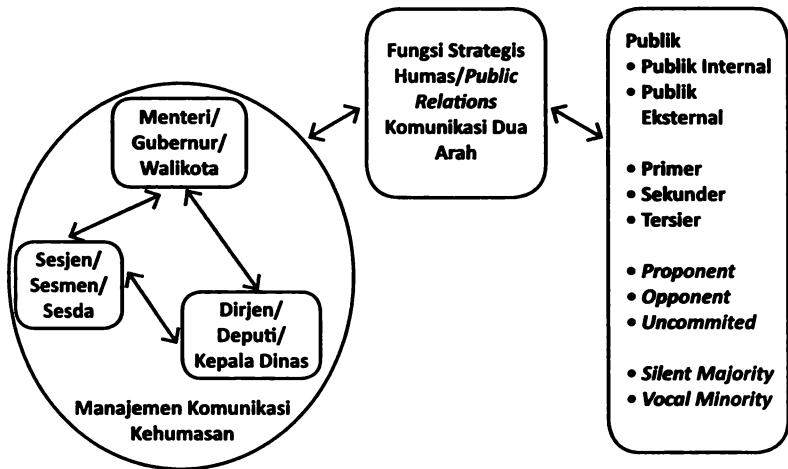 Menteri/
Gubernur/
Walikota
Sesjen/
Sesmen/
Sesda
Dirjen/
Deputi/
Kepala Dinas
Manajemen Komunikasi
Kehumasan
Fungsi Strategis
Humas/Public
Relations
Komunikasi Dua
Arah
Publik
• Publik Internal
• Publik
Eksternal
• Primer
• Sekunder
• Tersier
• Proponent
• Opponent
• Uncommited
• Silent Majority
• Vocal Minority